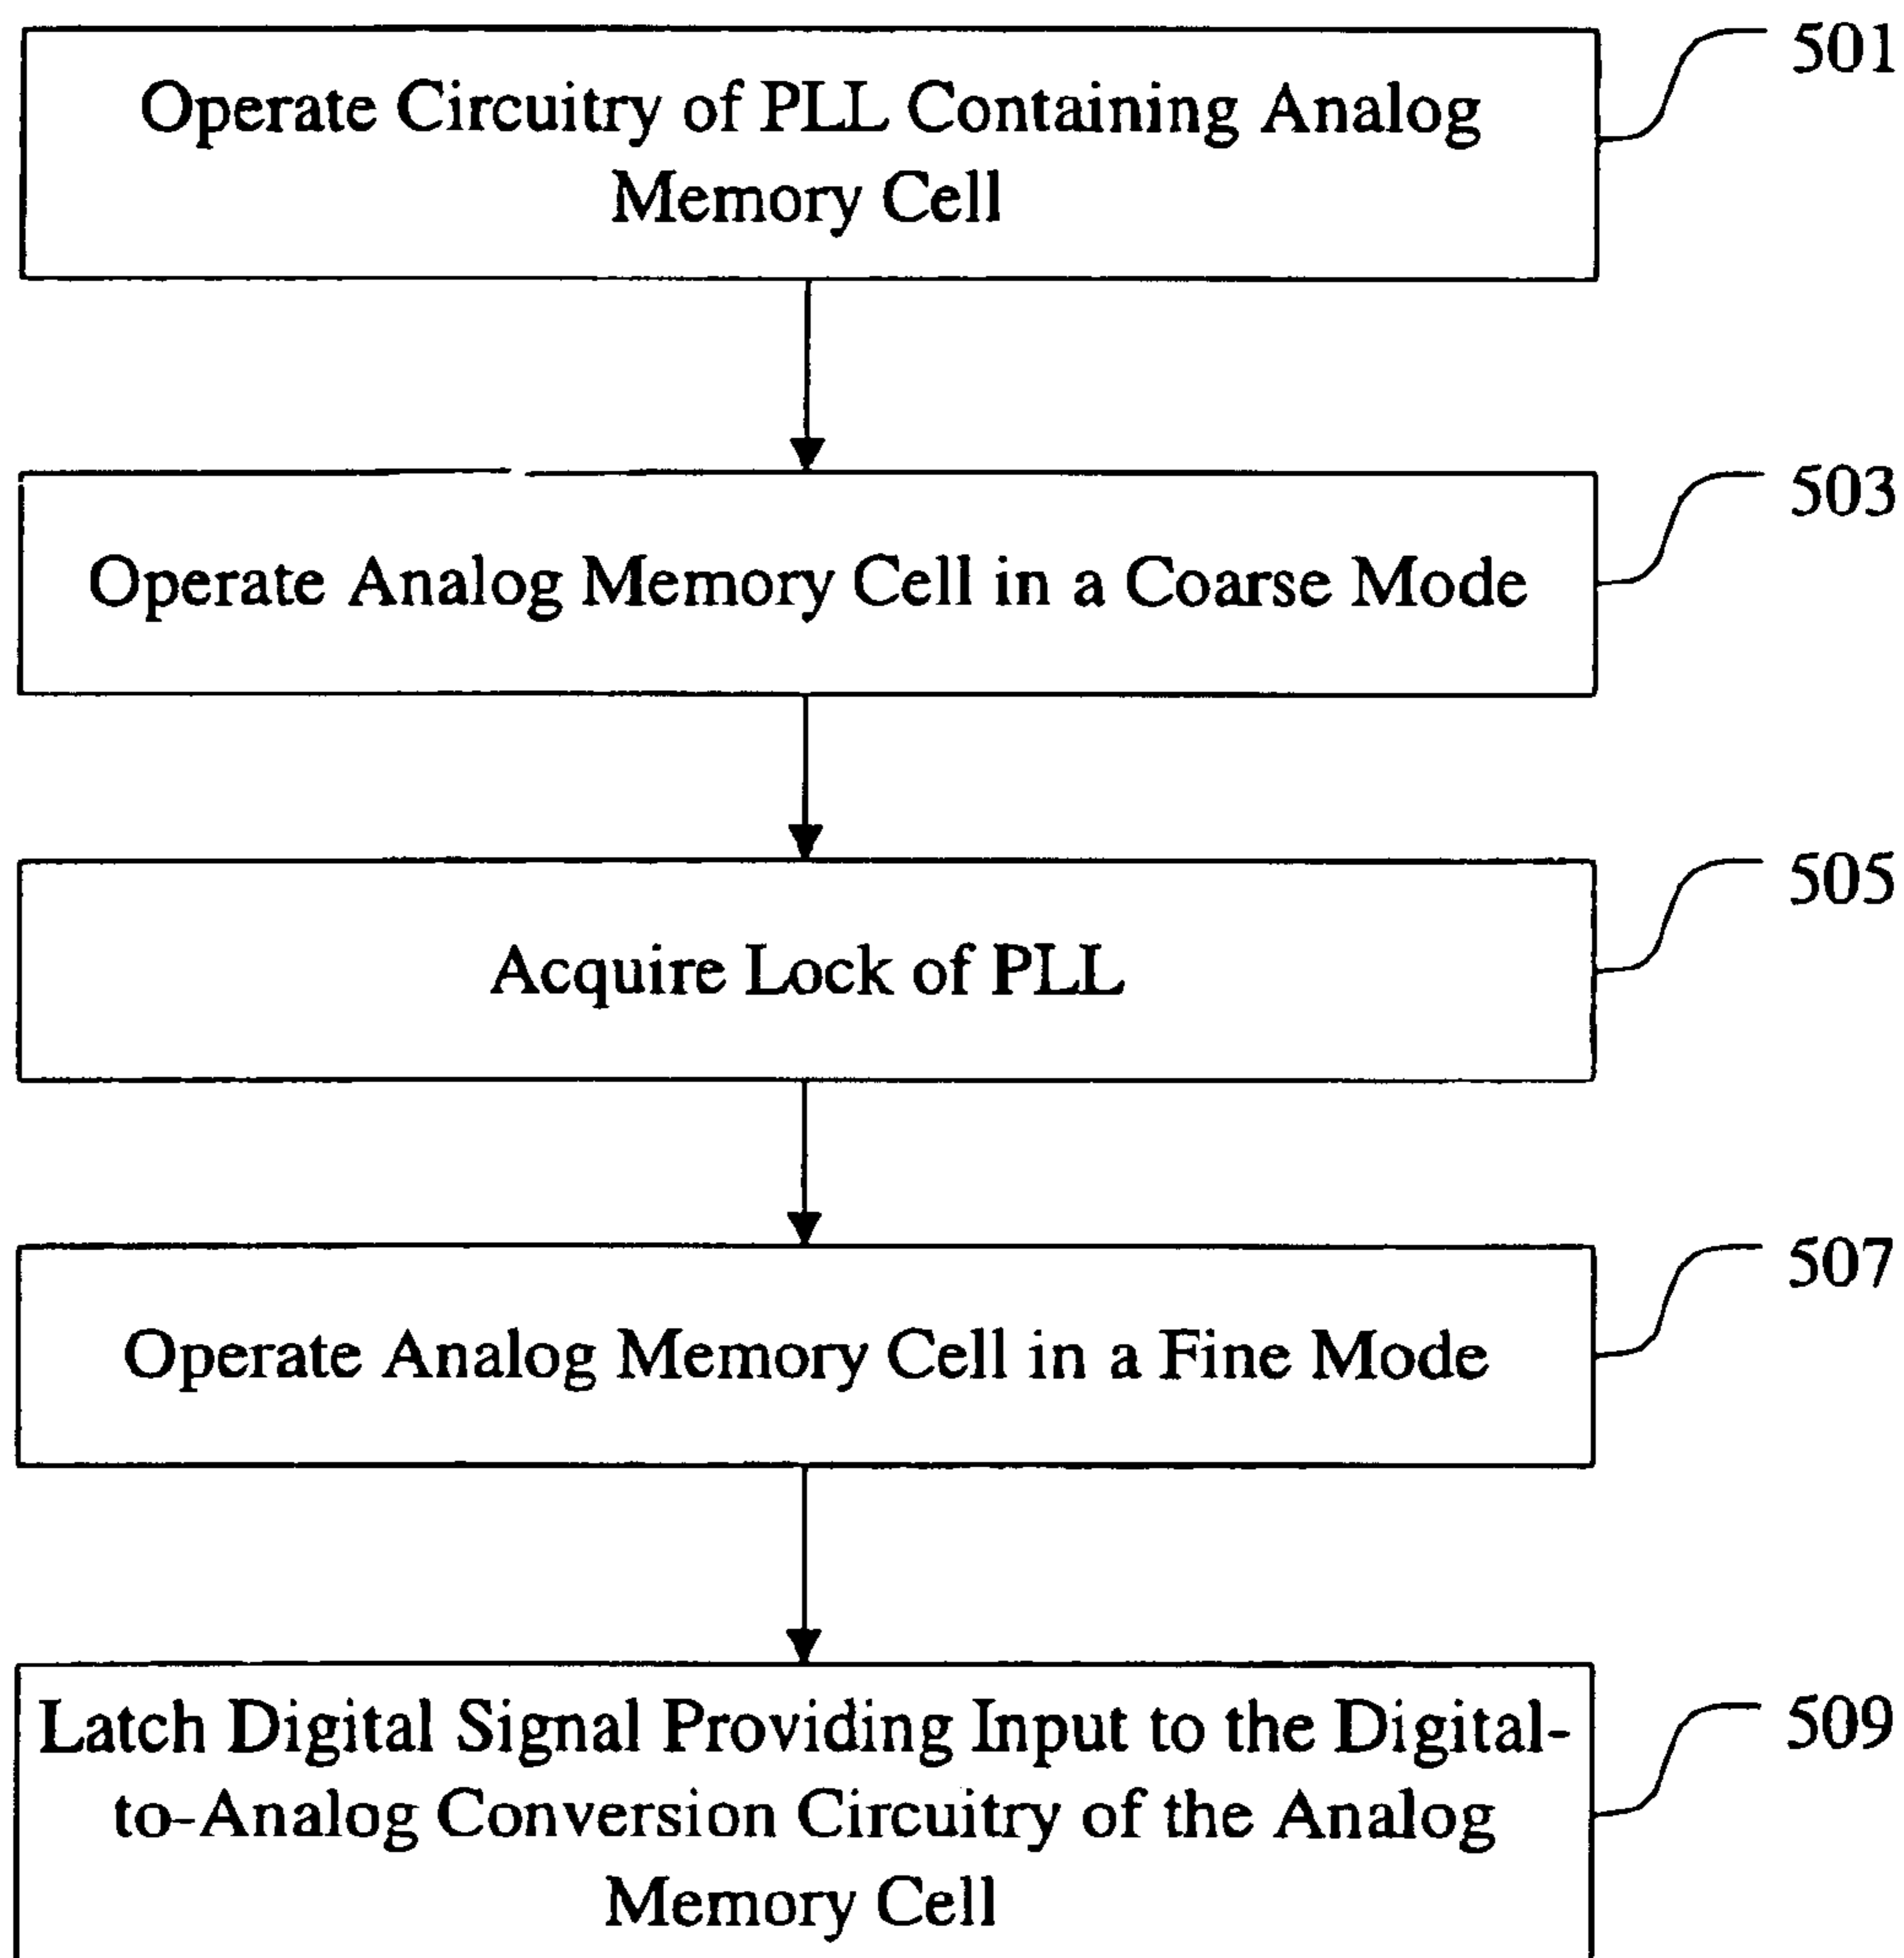 501
Operate Circuitry of PLL Containing Analog
Memory Cell
503
Operate Analog Memory Cell in a Coarse Mode
505
Acquire Lock of PLL
507
Operate Analog Memory Cell in a Fine Mode
509
Latch Digital Signal Providing Input to the Digital-
to-Analog Conversion Circuitry of the Analog
Memory Cell